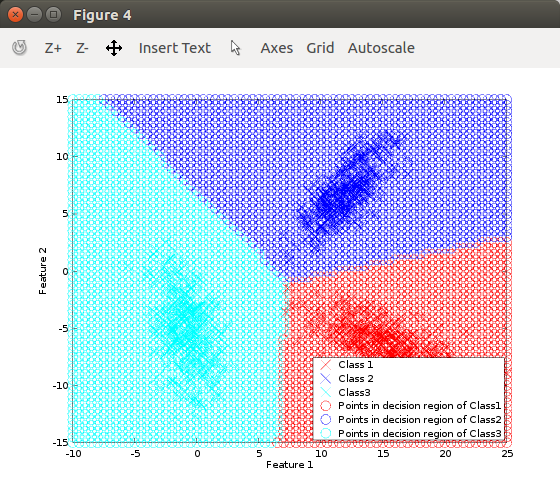 Figure 4
Z+ Z- Insert Text Axes Grid Autoscale
15
10
5
0
-5
-10
-15
Feature 2
Class 1
Class 2
Class3
Points in decision region of Class1
Points in decision region of Class2
Points in decision region of Class3
-10 -5 0 5 10 15 20 25
Feature 1